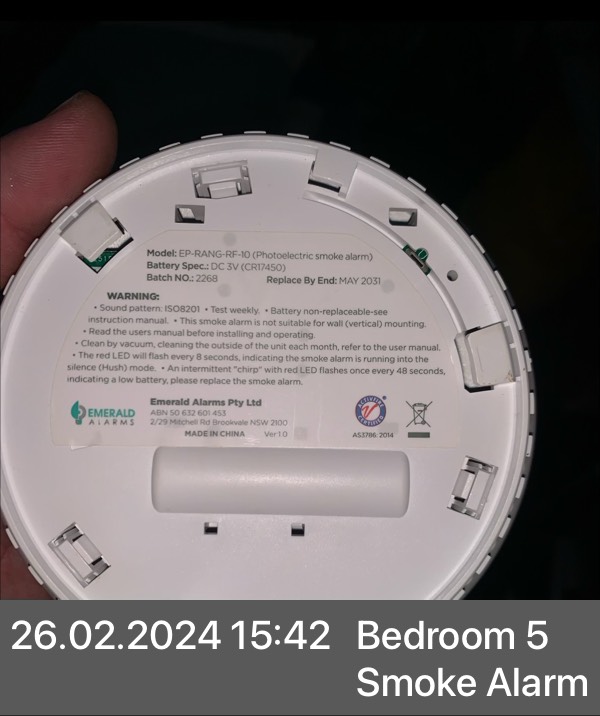 Model: EP-RANG-RF-10 (Photoelectric smoke alarm)
Battery Spec.: DC 3V (CR17450)
Batch NO.: 2268 Replace By End: MAY 2031
WARNING:
• Sound pattern: ISO8201 • Test weekly. • Battery non-replaceable-see
instruction manual. • This smoke alarm is not suitable for wall (vertical) mounting.
• Read the users manual before installing and operating.
• Clean by vacuum, cleaning the outside of the unit each month, refer to the user manual.
• The red LED will flash every 8 seconds, indicating the smoke alarm is running into the
silence (Hush) mode. • An intermittent "chirp" with red LED flashes once every 48 seconds,
indicating a low battery, please replace the smoke alarm.
EMERALD
ALARMS
Emerald Alarms Pty Ltd
ABN 50 632 601 453
2/29 Mitchell Rd Brookvale NSW 2100
MADE IN CHINA Ver1.0
ACTIVFIRE
CERTIFIED
AS3786: 2014
26.02.2024 15:42 Bedroom 5
Smoke Alarm